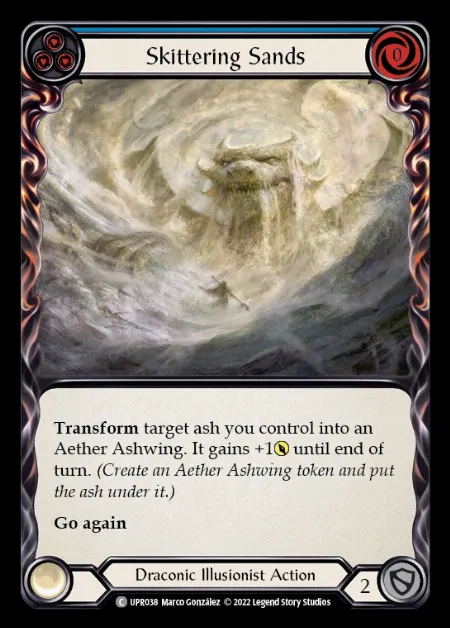 Skittering Sands
0
Transform target ash you control into an
Aether Ashwing. It gains +1 until end of
turn. (Create an Aether Ashwing token and put
the ash under it.)
Go again
Draconic Illusionist Action
2
C UPR038 Marco González © 2022 Legend Story Studios